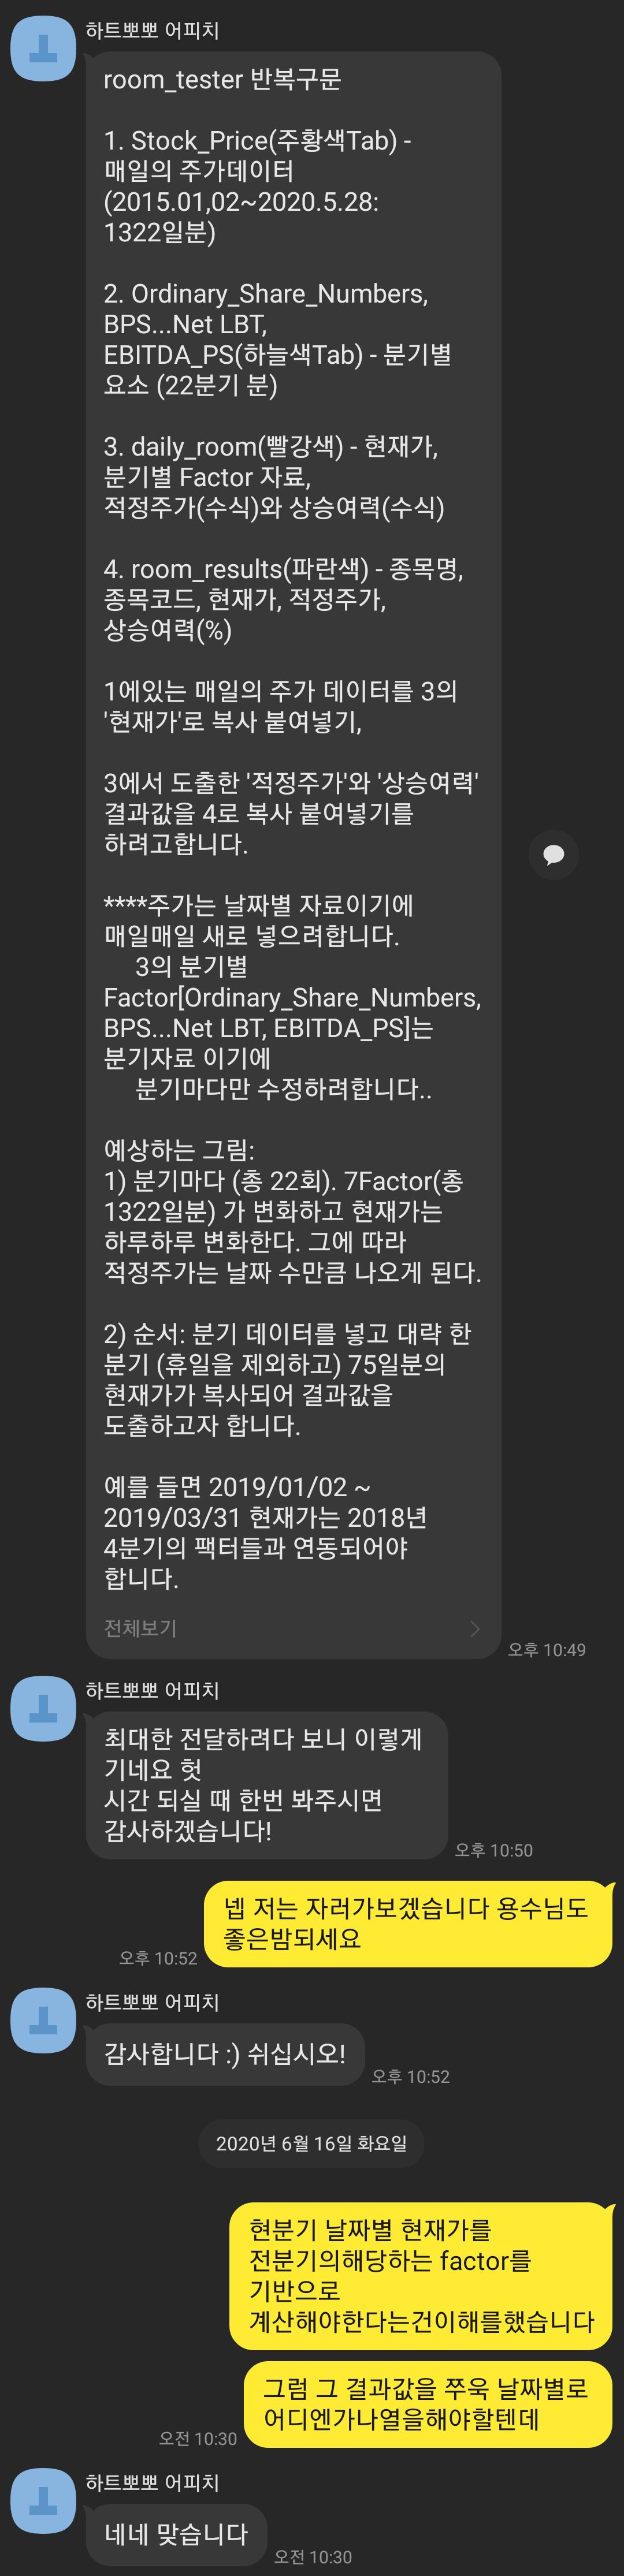 하트뽀뽀 어피치
room_tester 반복구문
1. Stock_Price(주황색Tab) -
매일의 주가데이터
(2015.01,02~2020.5.28:
1322일분)
2. Ordinary_Share_Numbers,
BPS...Net LBT,
EBITDA_PS(하늘색Tab) - 분기별
요소 (22분기 분)
3. daily_room(빨강색) - 현재가,
분기별 Factor 자료,
적정주가(수식)와 상승여력(수식)
4. room_results(파란색) - 종목명,
종목코드, 현재가, 적정주가,
상승여력(%)
1에있는 매일의 주가 데이터를 3의
'현재가'로 복사 붙여넣기,
3에서 도출한 '적정주가'와 '상승여력'
결과값을 4로 복사 붙여넣기를
하려고합니다.
****주가는 날짜별 자료이기에
매일매일 새로 넣으려합니다.
3의 분기별
Factor[Ordinary_Share_Numbers,
BPS...Net LBT, EBITDA_PS]는
분기자료 이기에
분기마다만 수정하려합니다..
예상하는 그림:
1) 분기마다 (총 22회). 7Factor(총
1322일분) 가 변화하고 현재가는
하루하루 변화한다. 그에 따라
적정주가는 날짜 수만큼 나오게 된다.
2) 순서: 분기 데이터를 넣고 대략 한
분기 (휴일을 제외하고) 75일분의
현재가가 복사되어 결과값을
도출하고자 합니다.
예를 들면 2019/01/02 ~
2019/03/31 현재가는 2018년
4분기의 팩터들과 연동되어야
합니다.
전체보기
오후 10:49
하트뽀뽀 어피치
최대한 전달하려다 보니 이렇게
기네요 헛
시간 되실 때 한번 봐주시면
감사하겠습니다!
오후 10:50
넵 저는 자러가보겠습니다 용수님도
좋은밤되세요
오후 10:52
하트뽀뽀 어피치
감사합니다 :) 쉬십시오!
오후 10:52
2020년 6월 16일 화요일
현분기 날짜별 현재가를
전분기의해당하는 factor를
기반으로
계산해야한다는건이해를했습니다
그럼 그 결과값을 쭈욱 날짜별로
어디엔가나열을해야할텐데
오전 10:30
하트뽀뽀 어피치
네네 맞습니다
오전 10:30